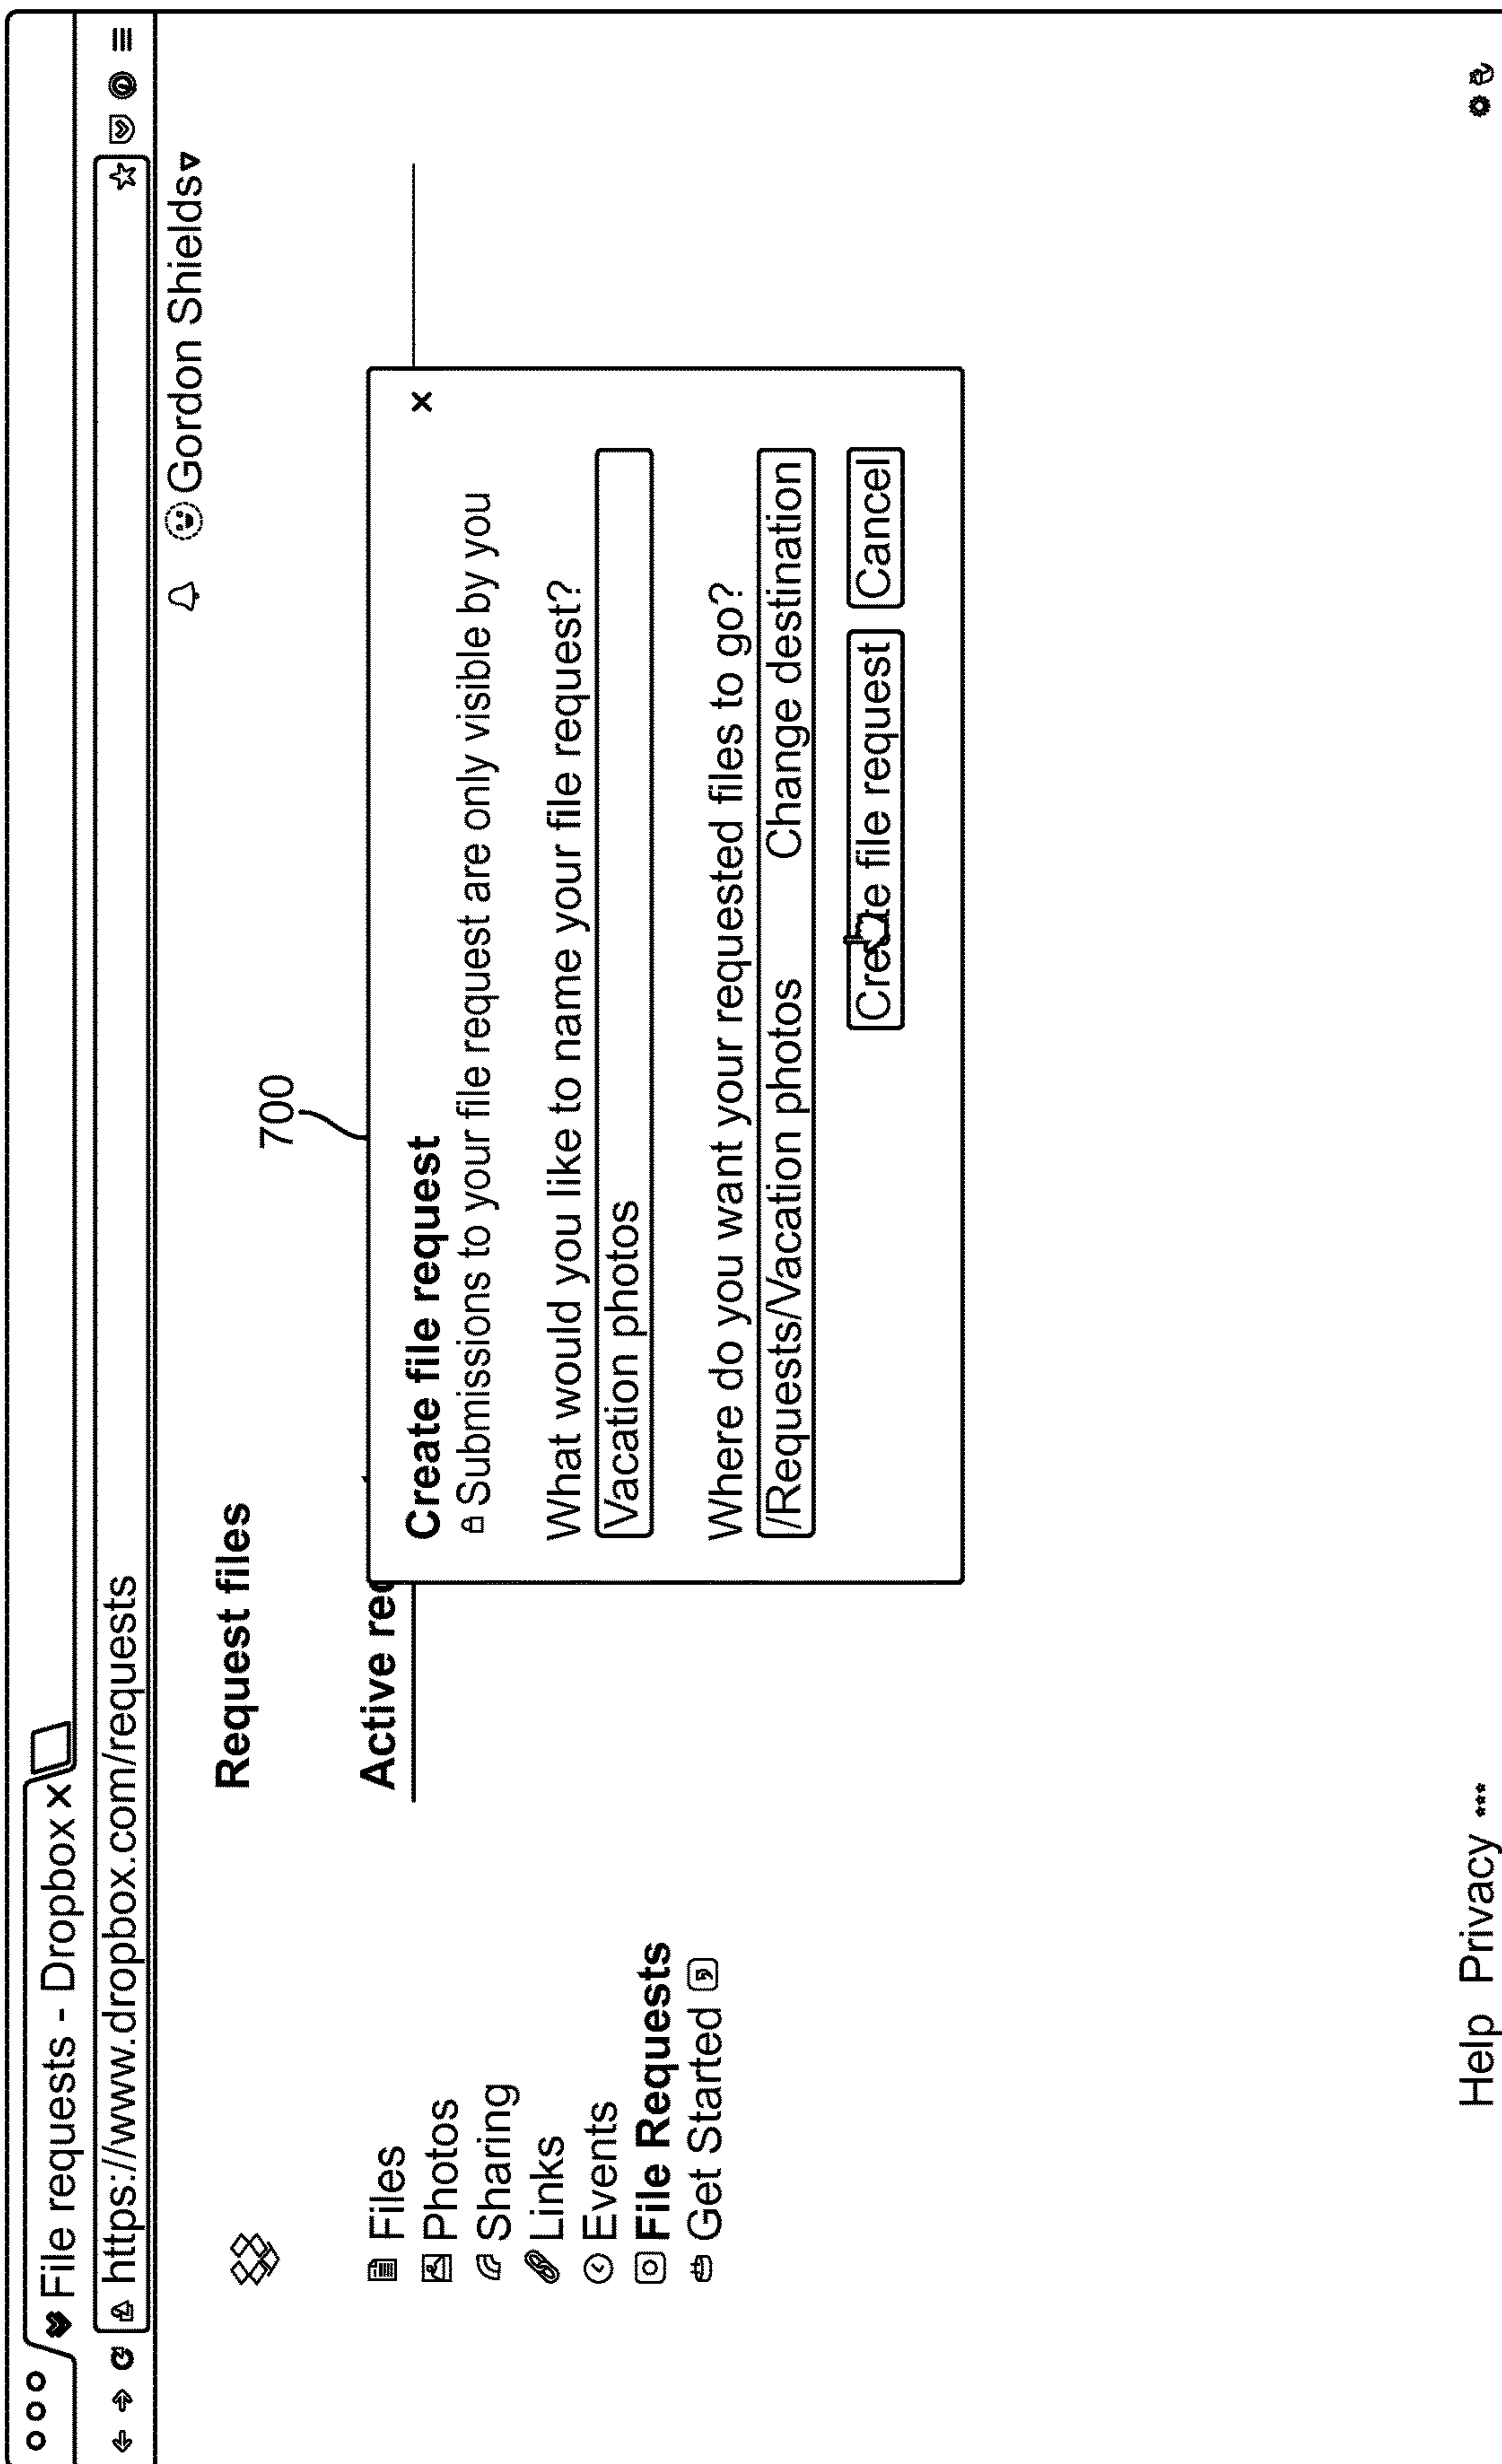 File requests - Dropbox x
https://www.dropbox.com/requests
Gordon Shields
Request files
700
Files
Photos
Sharing
Links
Events
File Requests
Get Started
Active req
Create file request
x
Submissions to your file request are only visible by you
What would you like to name your file request?
Vacation photos
Where do you want your requested files to go?
/Requests/Vacation photos Change destination
Create file request Cancel
Help Privacy ***